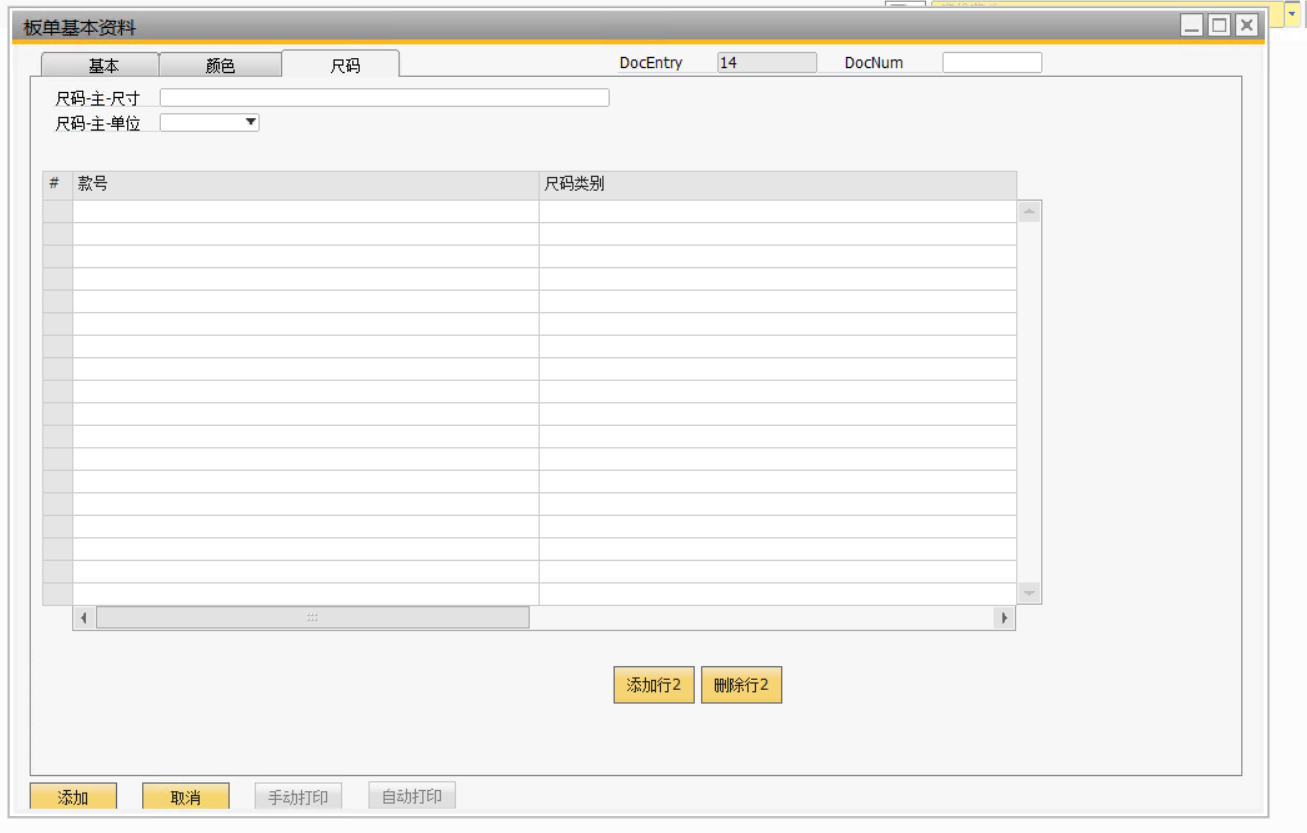 板单基本资料
基本 颜色 尺码 DocEntry 14 DocNum
尺码-主-尺寸
尺码-主-单位
# 款号 尺码类别
添加行2 删除行2
添加 取消 手动打印 自动打印